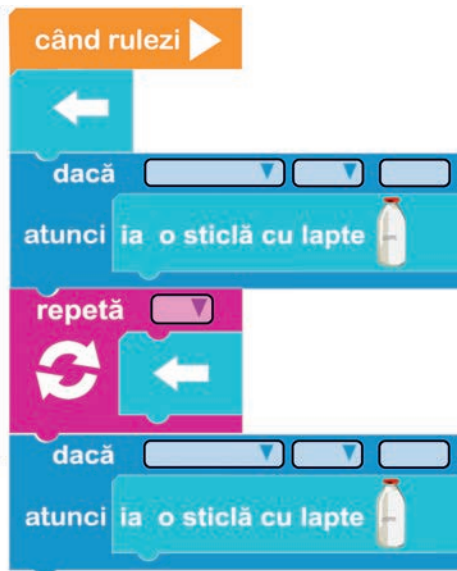 când rulezi
dacă
atunci ia o sticlă cu lapte
repetă
dacă
atunci ia o sticlă cu lapte